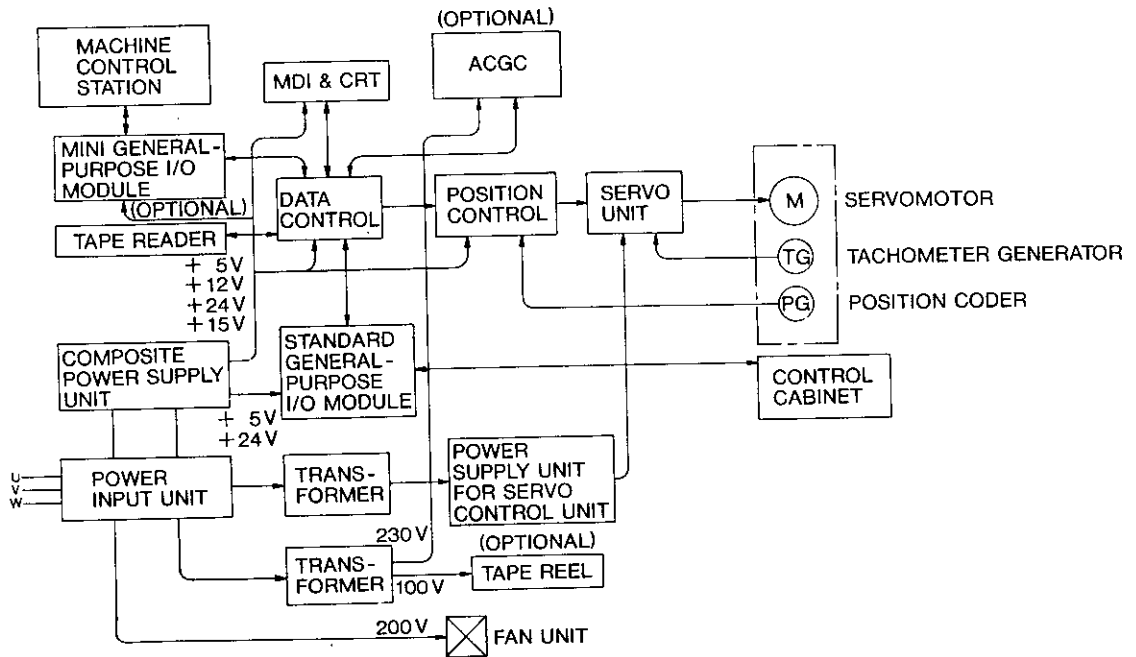 (OPTIONAL)
MACHINE
CONTROL
STATION
ACGC
MDI & CRT
MINI GENERAL-
PURPOSE I/O
MODULE
(OPTIONAL)
DATA
CONTROL
POSITION
CONTROL
SERVO
UNIT
M
SERVOMOTOR
TAPE READER
TG
TACHOMETER GENERATOR
+ 5V
+12V
+24V
+15V
PG
POSITION CODER
COMPOSITE
POWER SUPPLY
UNIT
STANDARD
GENERAL-
PURPOSE
I/O MODULE
CONTROL
CABINET
+ 5V
+24V
U
V
W
POWER
INPUT UNIT
TRANS-
FORMER
POWER
SUPPLY UNIT
FOR SERVO
CONTROL UNIT
230V
(OPTIONAL)
TRANS-
FORMER
100V
TAPE REEL
200V
FAN UNIT